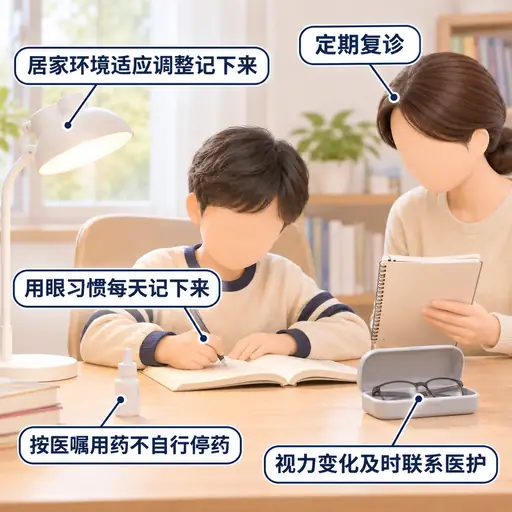 定期复诊
居家环境适应调整记下来
用眼习惯每天记下来
按医嘱用药不自行停药
视力变化及时联系医护